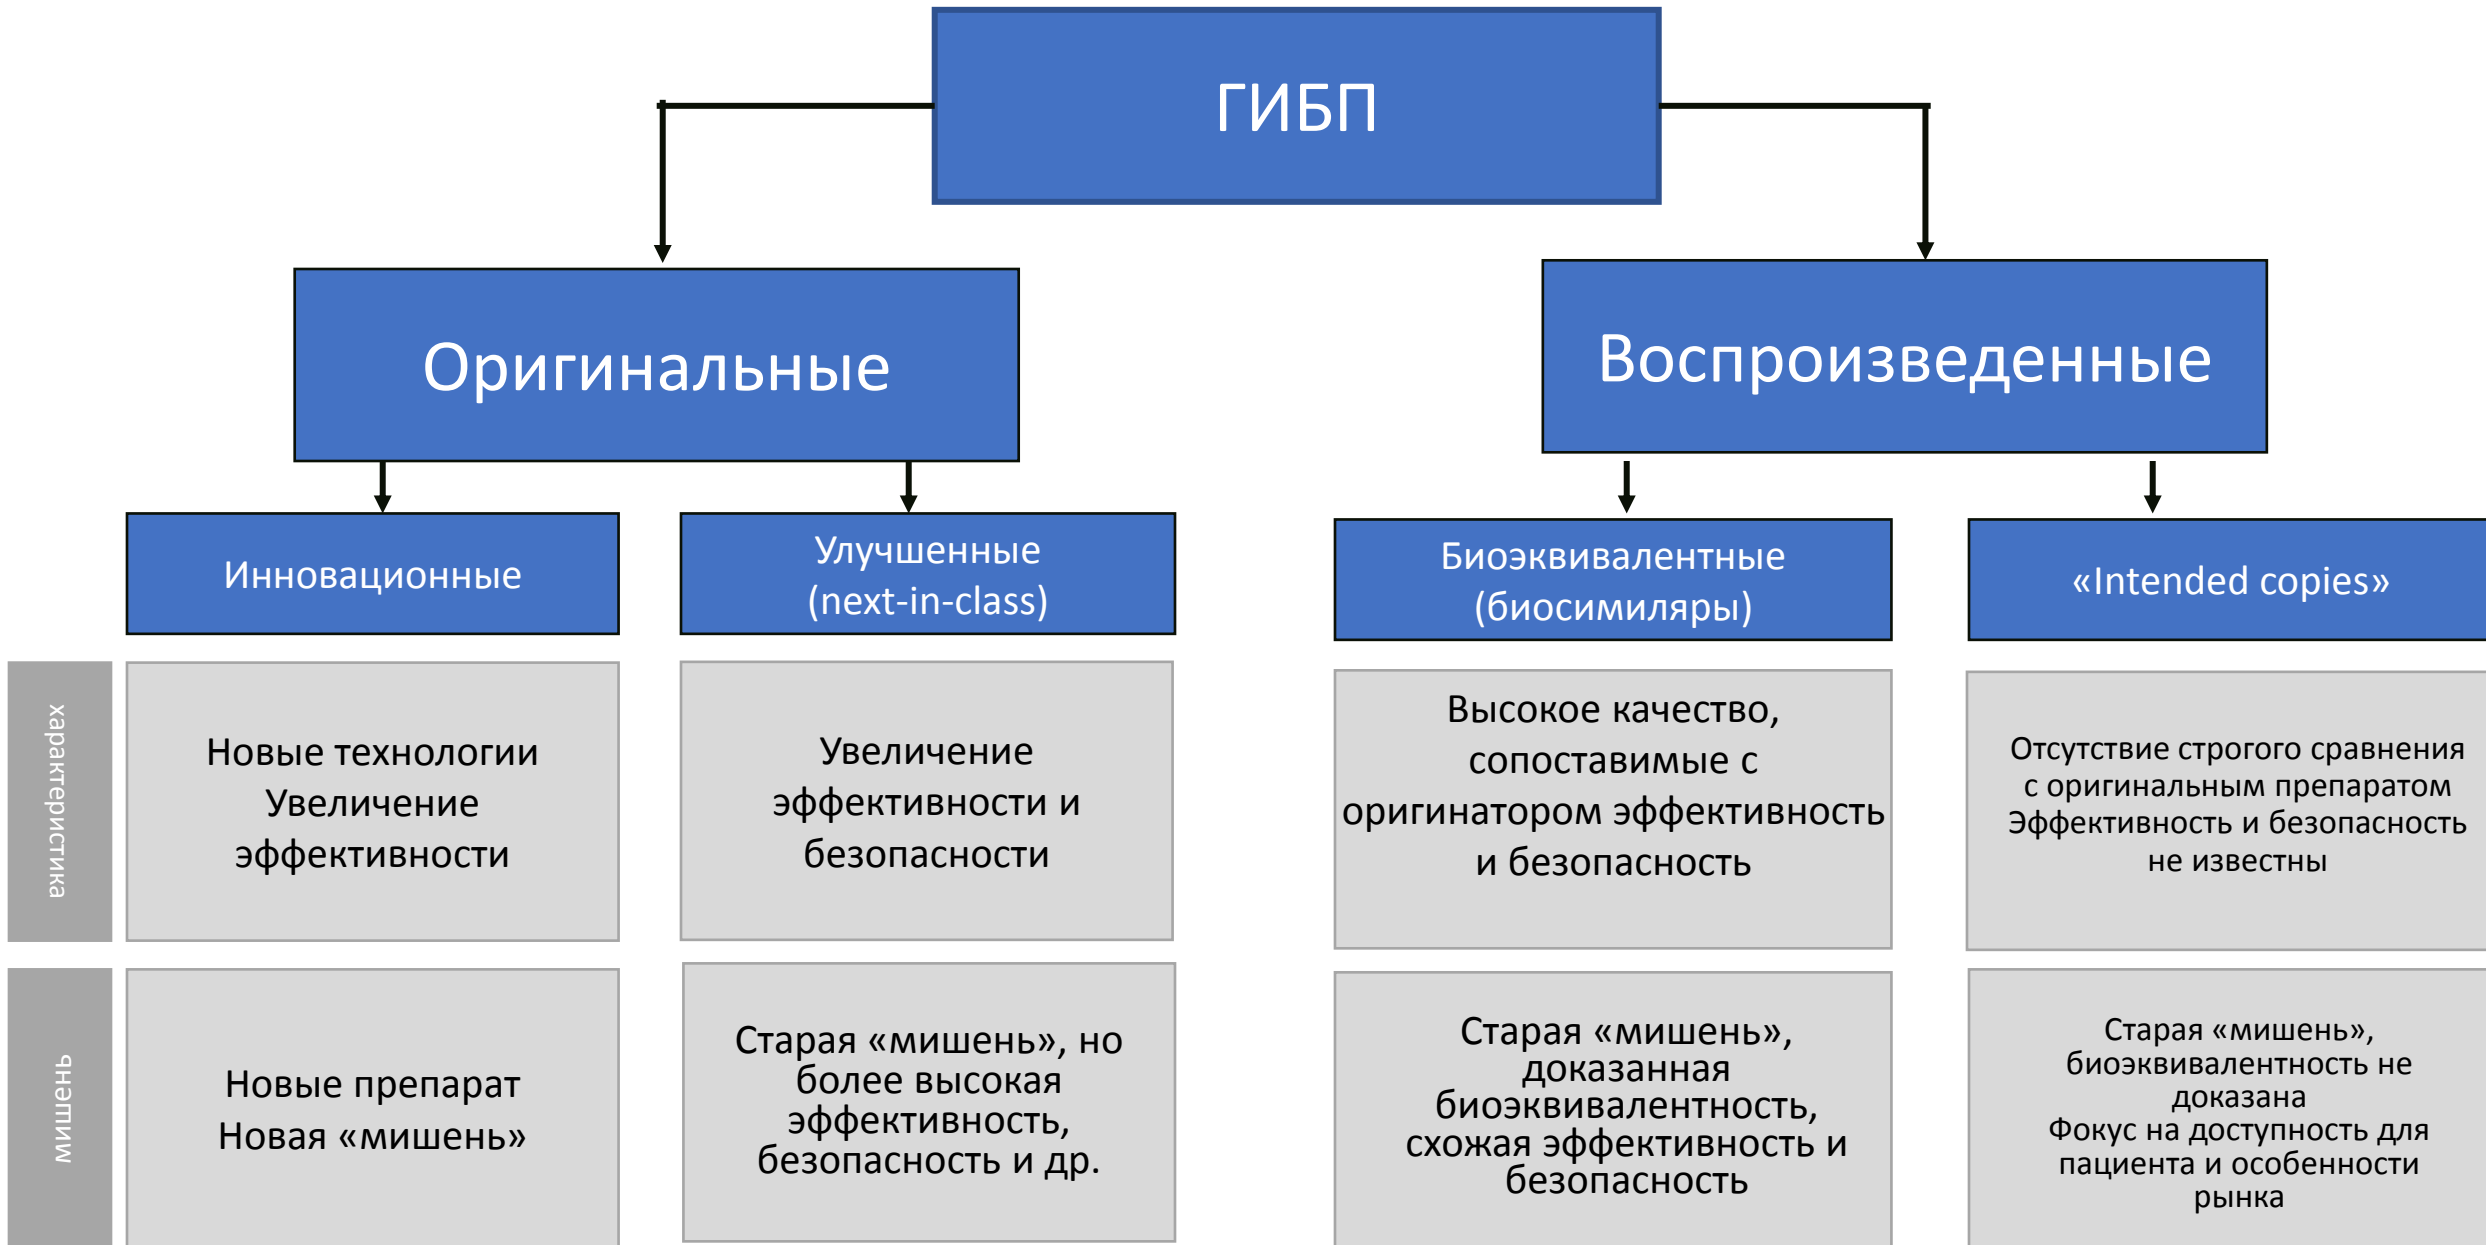 ГИБП
Оригинальные
Воспроизведенные
Инновационные
Улучшенные
(next-in-class)
Биоэквивалентные
(биосимиляры)
«Intended copies»
характеристика
Новые технологии
Увеличение
эффективности
Увеличение
эффективности и
безопасности
Высокое качество,
сопоставимые с
оригинатором эффективность
и безопасность
Отсутствие строгого сравнения
с оригинальным препаратом
Эффективность и безопасность
не известны
мишень
Новые препарат
Новая «мишень»
Старая «мишень», но
более высокая
эффективность,
безопасность и др.
Старая «мишень»,
доказанная
биоэквивалентность,
схожая эффективность и
безопасность
Старая «мишень»,
биоэквивалентность не
доказана
Фокус на доступность для
пациента и особенности
рынка